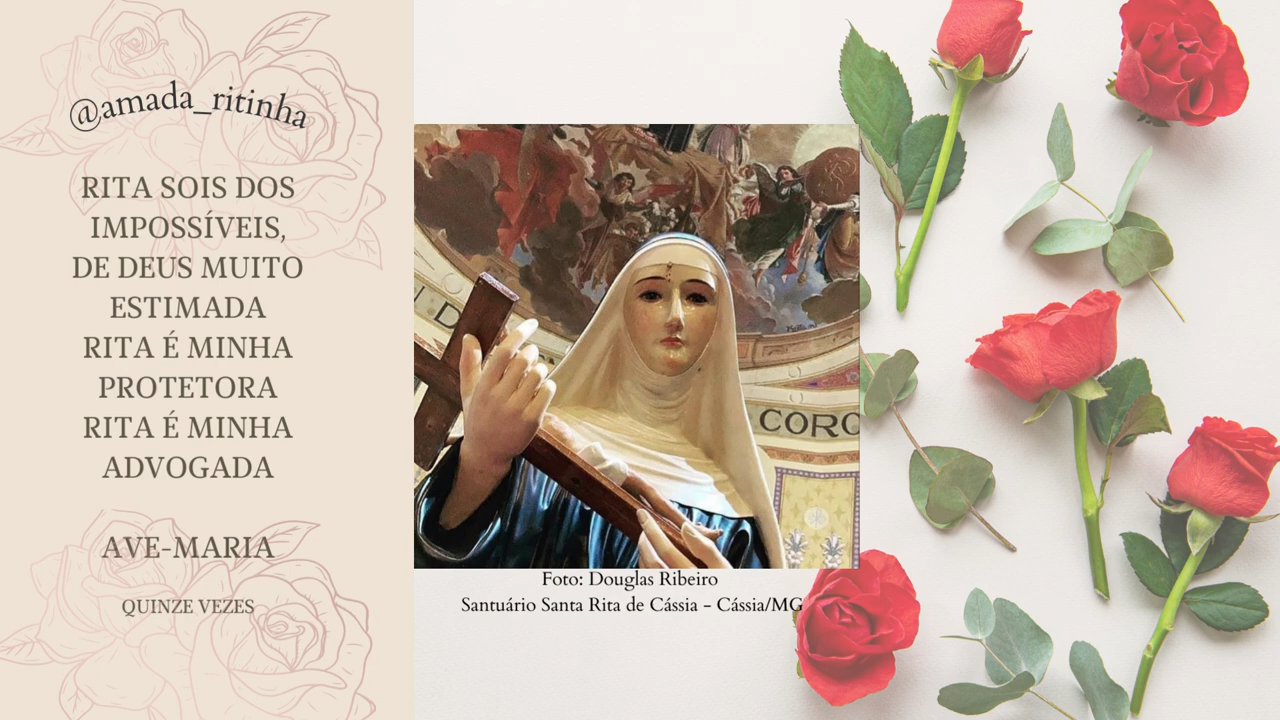 @amada_ritinha
RITA SOIS DOS
IMPOSSÍVEIS,
DE DEUS MUITO
ESTIMADA
RITA É MINHA
PROTETORA
RITA É MINHA
ADVOGADA
AVE-MARIA
QUINZE VEZES
CORO
Foto: Douglas Ribeiro
Santuário Santa Rita de Cássia - Cássia/MG